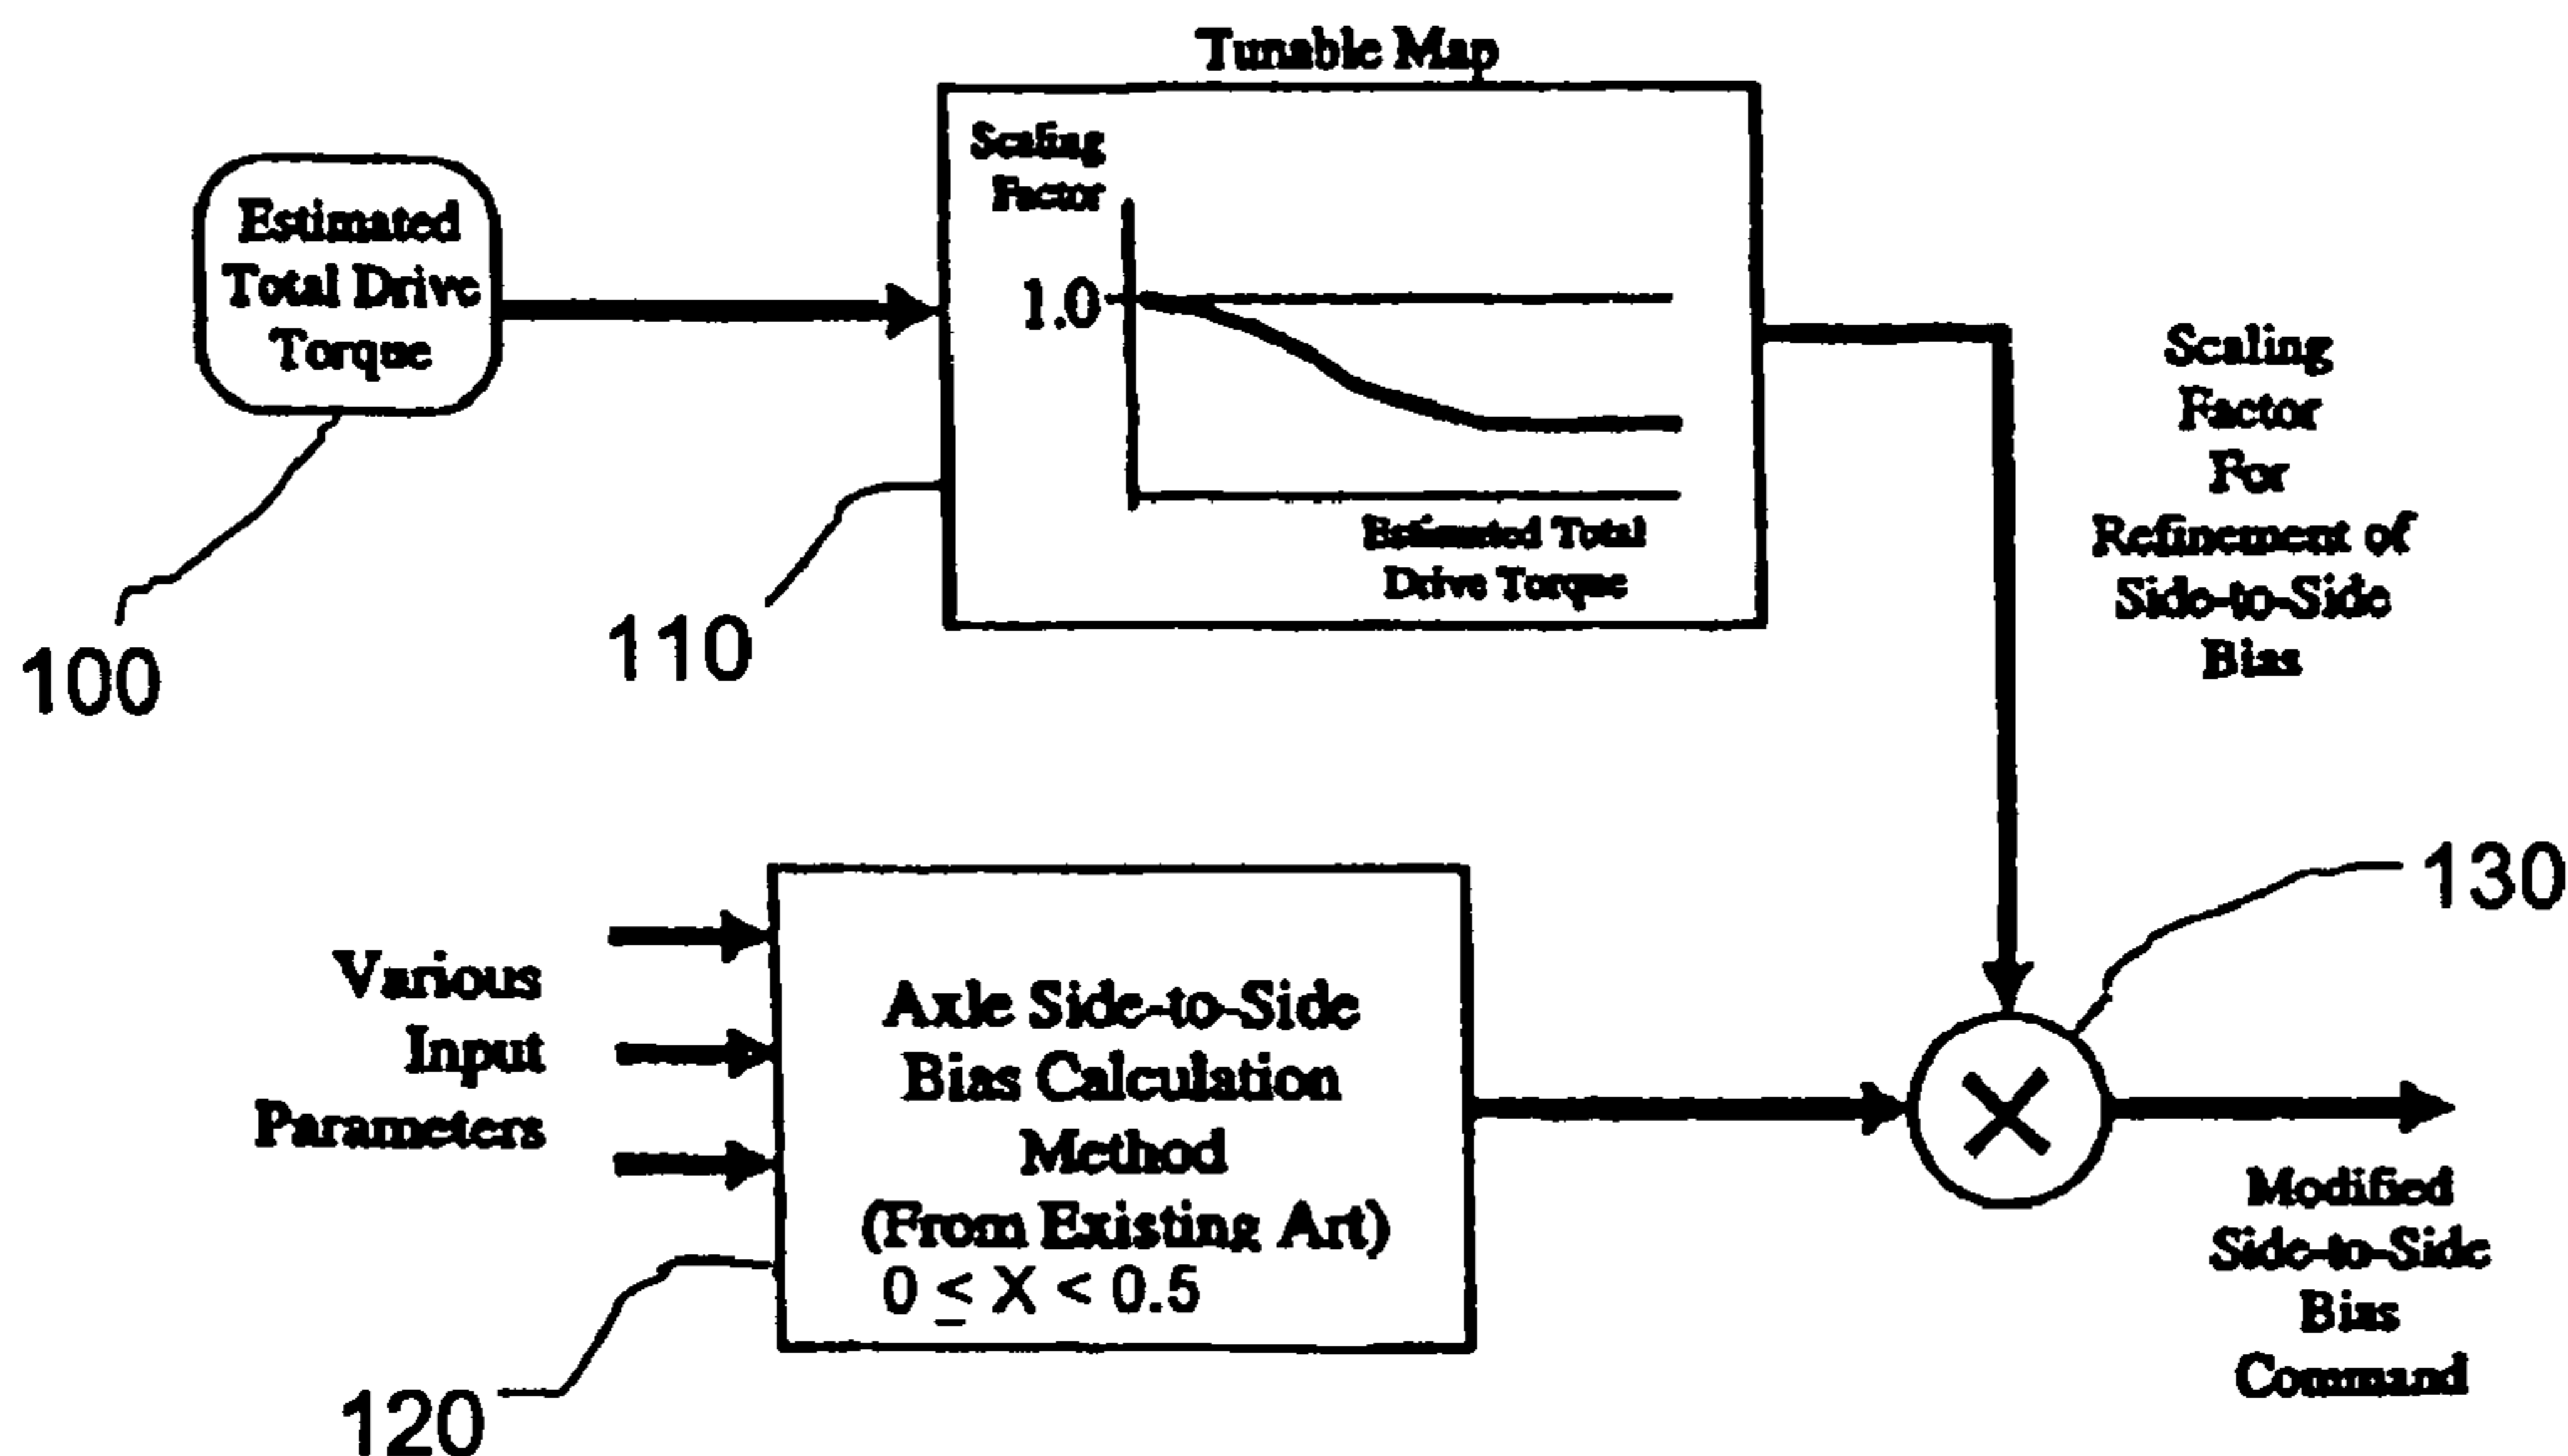 Tunable Map
Estimated
Total Drive
Torque
100
Scaling
Factor
1.0
Estimated Total
Drive Torque
110
Scaling
Factor
For
Refinement of
Side-to-Side
Bias
Various
Input
Parameters
Axle Side-to-Side
Bias Calculation
Method
(From Existing Art)
0 ≤ X < 0.5
120
130
X
Modified
Side-to-Side
Bias
Command